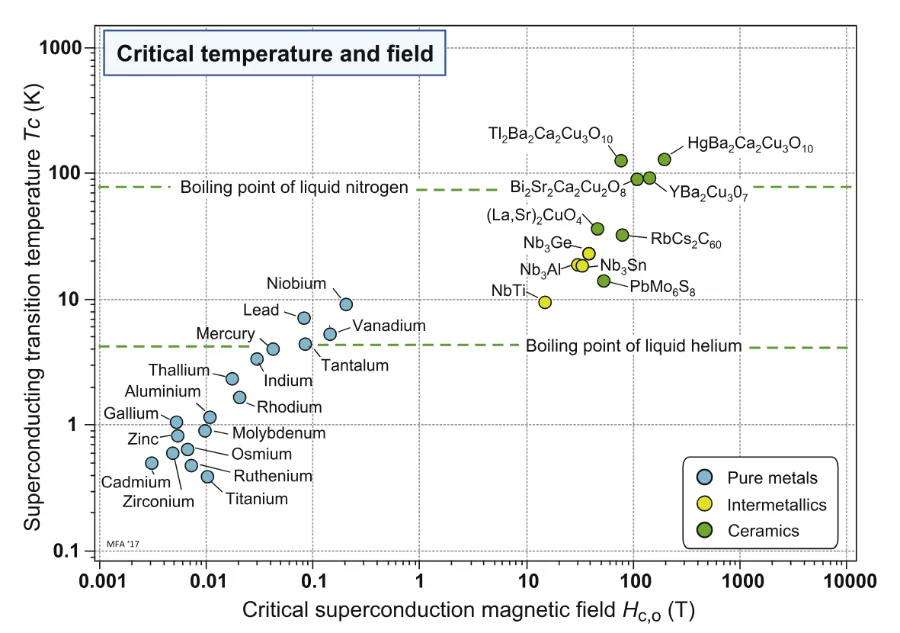 Critical temperature and field
Superconducting transition temperature Tc (K)
1000
100
10
1
0.1
Tl₂Ba₂Ca₂Cu₃O₁₀
HgBa₂Ca₂Cu₃O₁₀
Boiling point of liquid nitrogen
Bi₂Sr₂Ca₂Cu₂O₈
YBa₂Cu₃0₇
(La,Sr)₂CuO₄
RbCs₂C₆₀
Nb₃Ge
Nb₃Al
Nb₃Sn
PbMo₆S₈
NbTi
Niobium
Lead
Vanadium
Mercury
Boiling point of liquid helium
Tantalum
Thallium
Indium
Aluminium
Rhodium
Gallium
Zinc
Molybdenum
Osmium
Cadmium
Ruthenium
Zirconium
Titanium
Pure metals
Intermetallics
Ceramics
MFA '17
0.001 0.01 0.1 1 10 100 1000 10000
Critical superconduction magnetic field H꜀,ₒ (T)